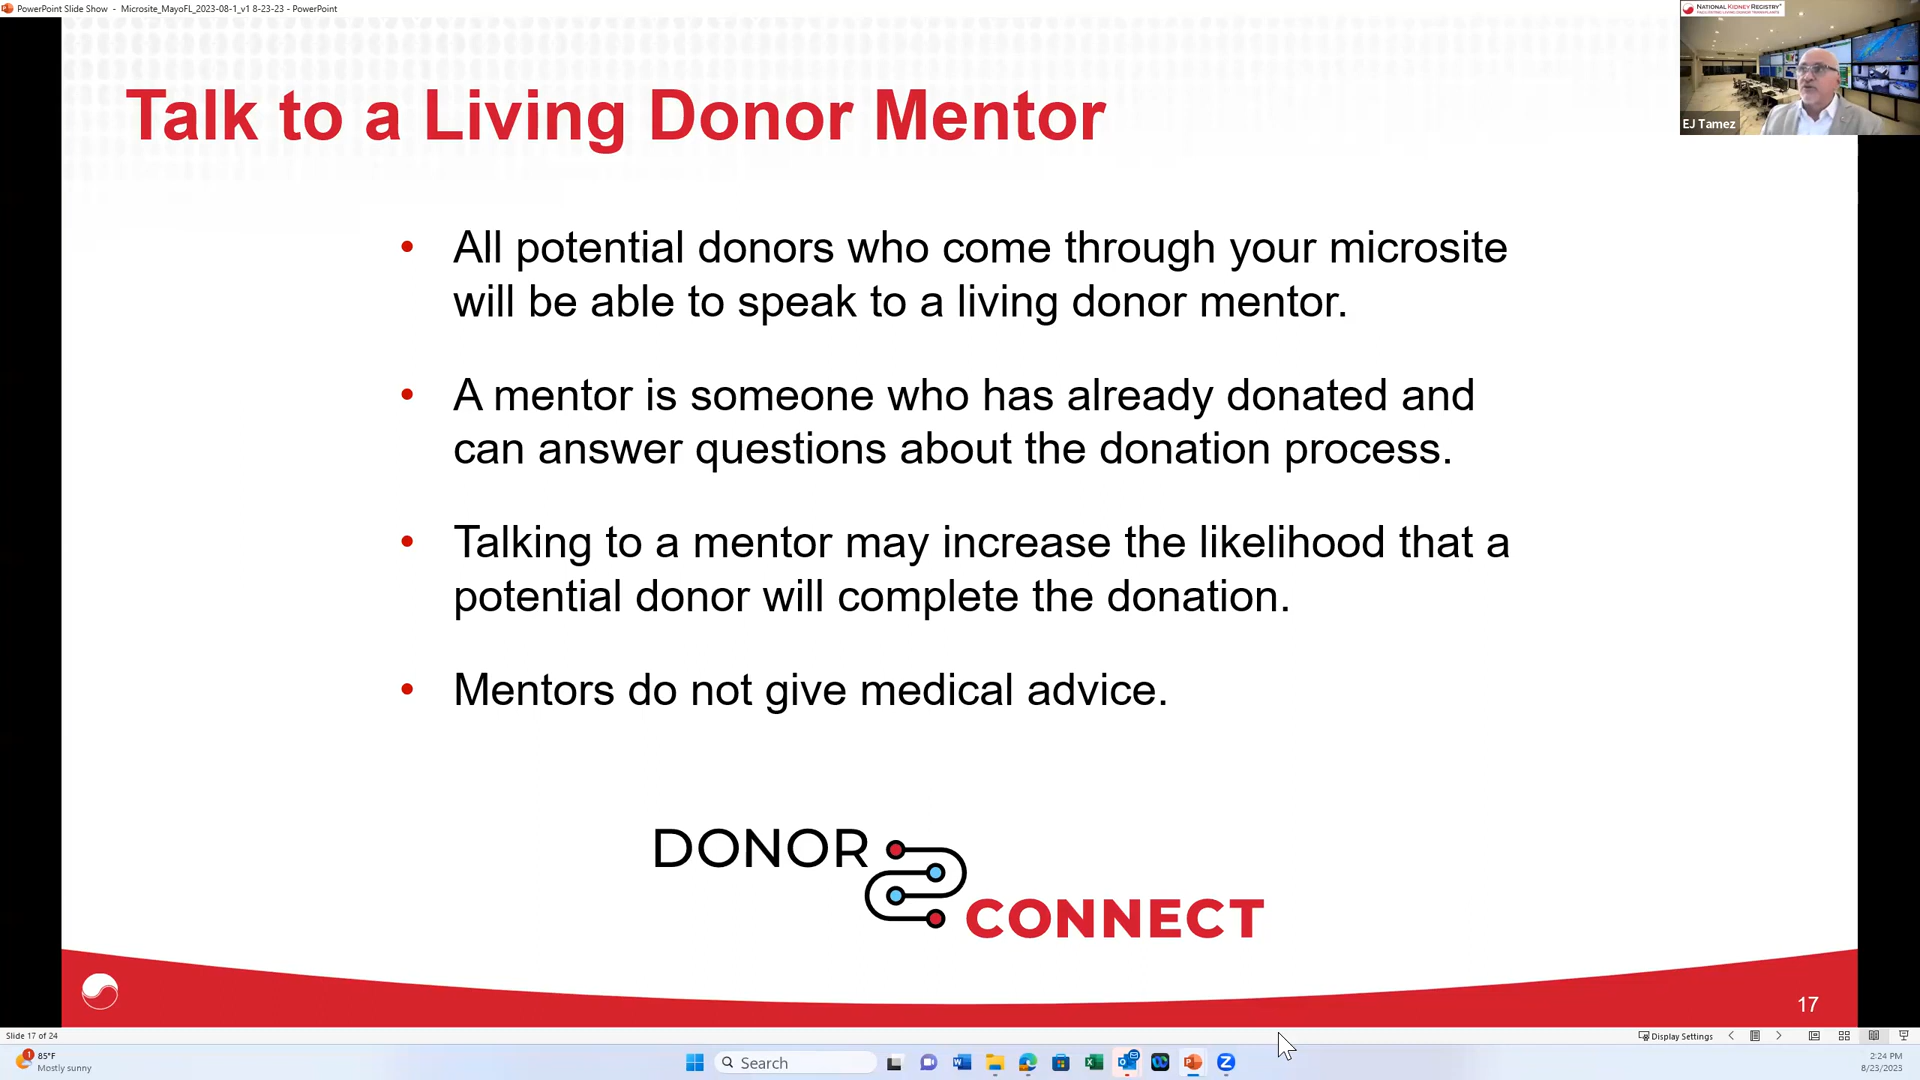 PowerPoint Slide Show - Microsite_MayoFL_2023-08-1_v1 8-23-23 - PowerPoint
NATIONAL KIDNEY REGISTRY
EJ Tamez
Talk to a Living Donor Mentor
• All potential donors who come through your microsite
will be able to speak to a living donor mentor.
• A mentor is someone who has already donated and
can answer questions about the donation process.
• Talking to a mentor may increase the likelihood that a
potential donor will complete the donation.
• Mentors do not give medical advice.
DONOR
CONNECT
17
Slide 17 of 24
Display Settings
1
85°F
Mostly sunny
Search
2:24 PM
8/23/2023